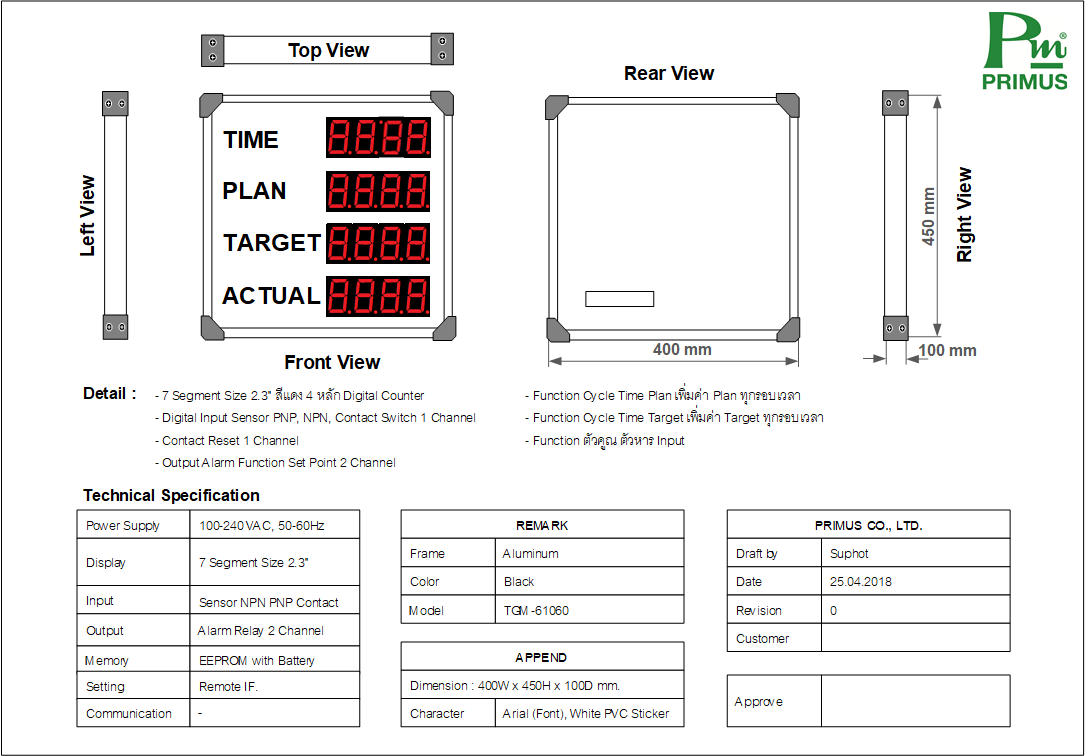 Top View
Rear View
Pm®
PRIMUS
Left View
TIME 8.8.:8.8.
PLAN 8.8.8.8.
TARGET 8.8.8.8.
ACTUAL 8.8.8.8.
450 mm
Right View
Front View
400 mm
100 mm
Detail :
- 7 Segment Size 2.3" สีแดง 4 หลัก Digital Counter
- Digital Input Sensor PNP, NPN, Contact Switch 1 Channel
- Contact Reset 1 Channel
- Output Alarm Function Set Point 2 Channel
- Function Cycle Time Plan เพิ่มค่า Plan ทุกรอบเวลา
- Function Cycle Time Target เพิ่มค่า Target ทุกรอบเวลา
- Function ตัวคูณ ตัวหาร Input
Technical Specification
Power Supply 100-240 VAC, 50-60Hz
Display 7 Segment Size 2.3"
Input Sensor NPN PNP Contact
Output Alarm Relay 2 Channel
Memory EEPROM with Battery
Setting Remote IF.
Communication -
REMARK
Frame Aluminum
Color Black
Model TGM-61060
APPEND
Dimension : 400W x 450H x 100D mm.
Character Arial (Font), White PVC Sticker
PRIMUS CO., LTD.
Draft by Suphot
Date 25.04.2018
Revision 0
Customer
Approve